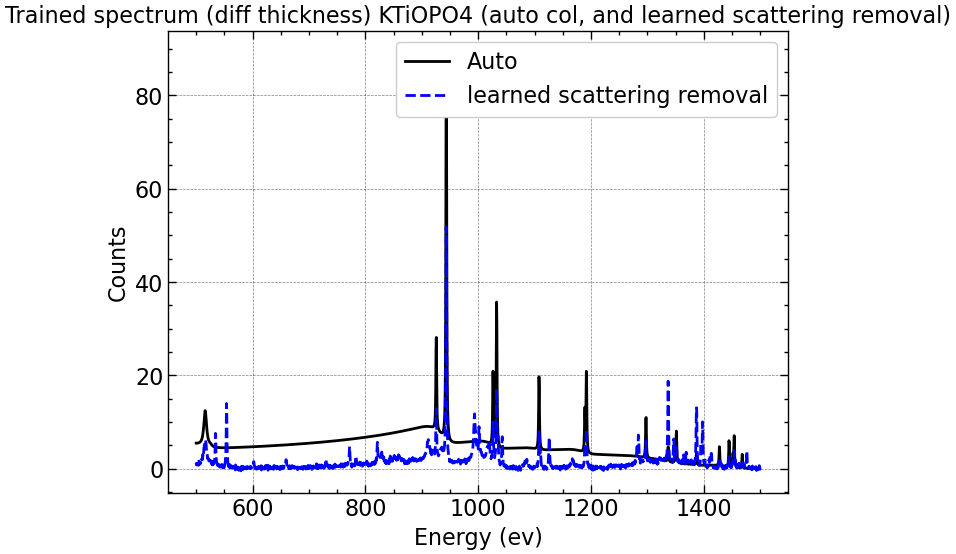 Trained spectrum (diff thickness) KTiOPO4 (auto col, and learned scattering removal)
Auto
learned scattering removal
80
60
40
20
0
Counts
600 800 1000 1200 1400
Energy (ev)